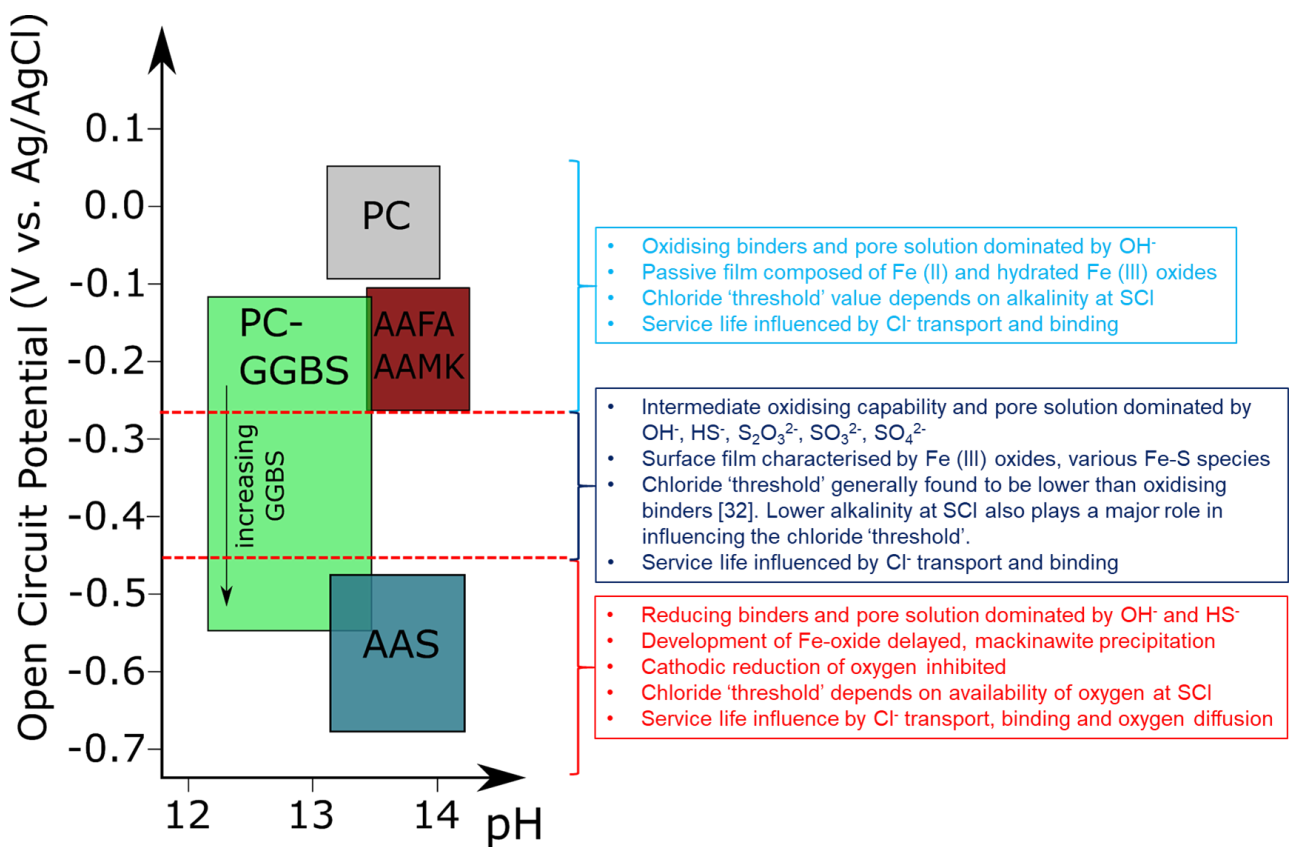 Open Circuit Potential (V vs. Ag/AgCl)
0.1
0.0
-0.1
-0.2
-0.3
-0.4
-0.5
-0.6
-0.7
12
13
14
pH
PC
PC-
GGBS
AAFA
AAMK
increasing
GGBS
AAS
• Oxidising binders and pore solution dominated by OH⁻
• Passive film composed of Fe (II) and hydrated Fe (III) oxides
• Chloride ‘threshold’ value depends on alkalinity at SCI
• Service life influenced by Cl⁻ transport and binding
• Intermediate oxidising capability and pore solution dominated by
OH⁻, HS⁻, S₂O₃²⁻, SO₃²⁻, SO₄²⁻
• Surface film characterised by Fe (III) oxides, various Fe-S species
• Chloride ‘threshold’ generally found to be lower than oxidising
binders [32]. Lower alkalinity at SCI also plays a major role in
influencing the chloride ‘threshold’.
• Service life influenced by Cl⁻ transport and binding
• Reducing binders and pore solution dominated by OH⁻ and HS⁻
• Development of Fe-oxide delayed, mackinawite precipitation
• Cathodic reduction of oxygen inhibited
• Chloride ‘threshold’ depends on availability of oxygen at SCI
• Service life influence by Cl⁻ transport, binding and oxygen diffusion